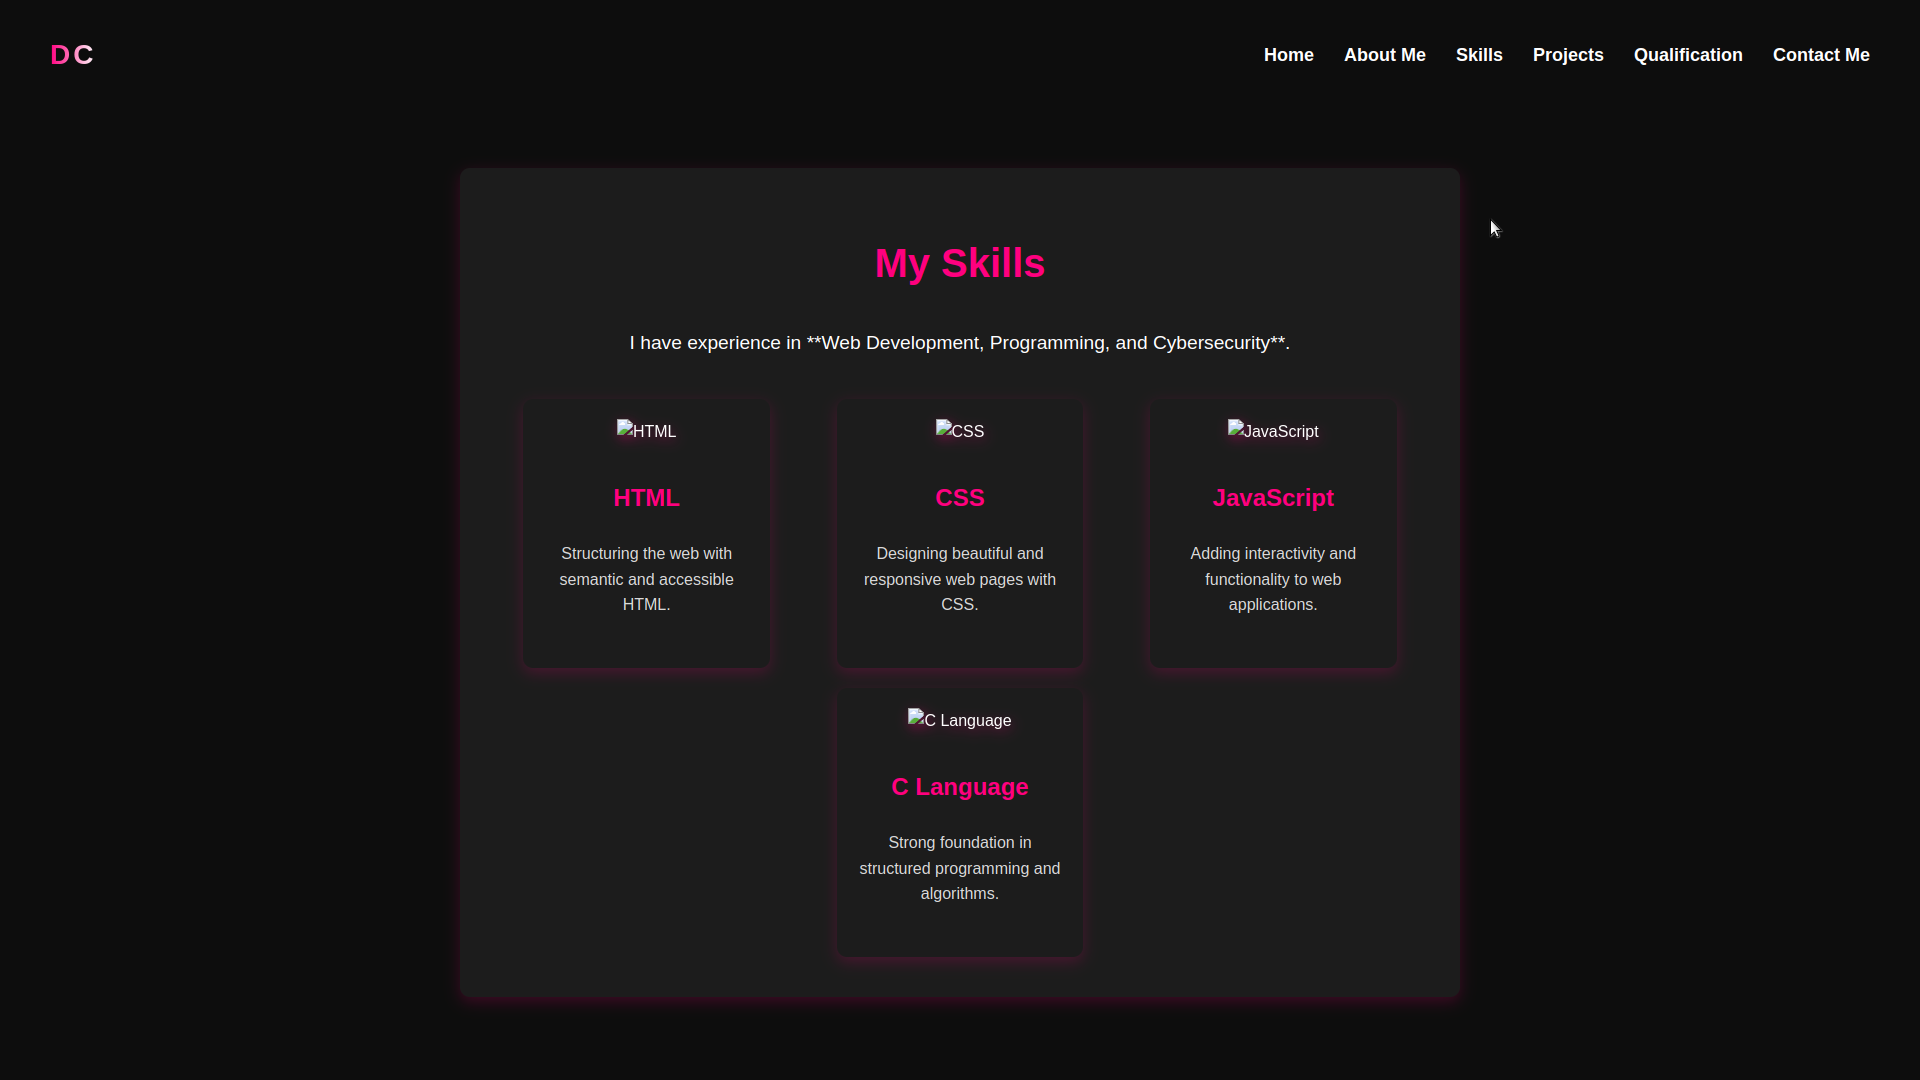 DC
Home About Me Skills Projects Qualification Contact Me
My Skills
I have experience in **Web Development, Programming, and Cybersecurity**.
HTML
HTML
Structuring the web with
semantic and accessible
HTML.
CSS
CSS
Designing beautiful and
responsive web pages with
CSS.
JavaScript
JavaScript
Adding interactivity and
functionality to web
applications.
C Language
C Language
Strong foundation in
structured programming and
algorithms.